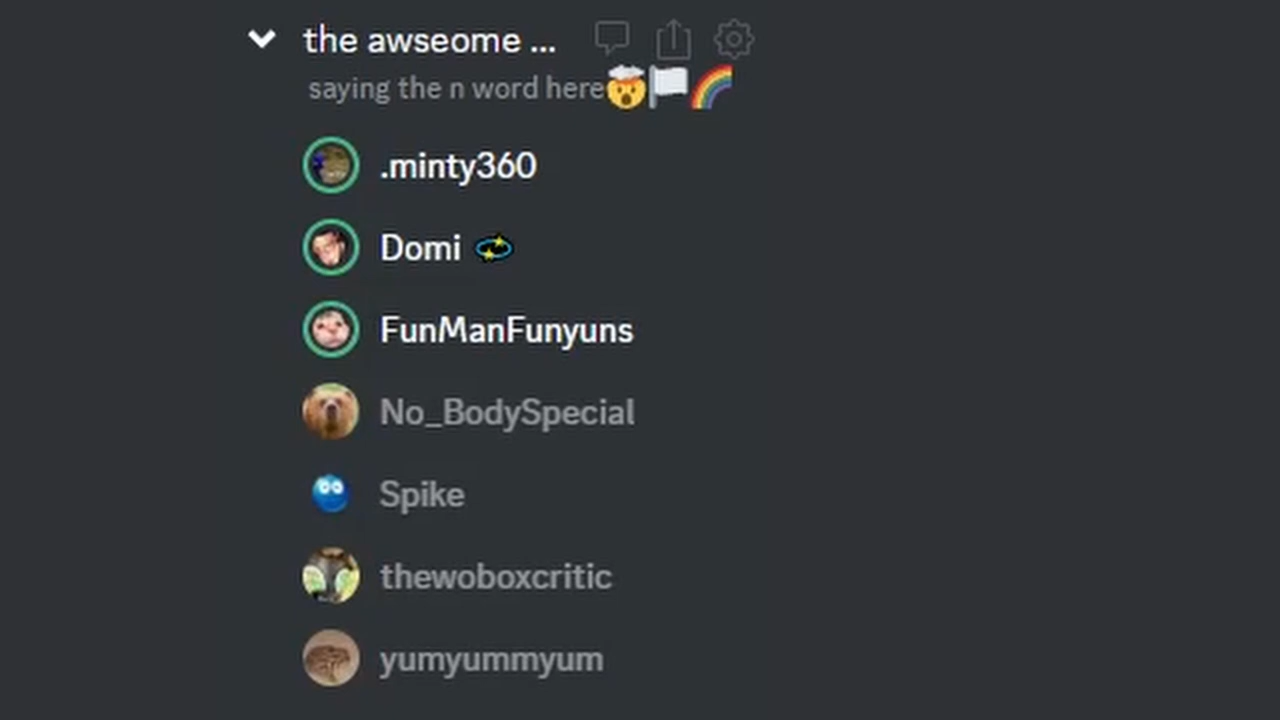 the awseome ...
saying the n word here🤯🏳🌈
.minty360
Domi 💫
FunManFunyuns
No_BodySpecial
Spike
thewoboxcritic
yumyummyum